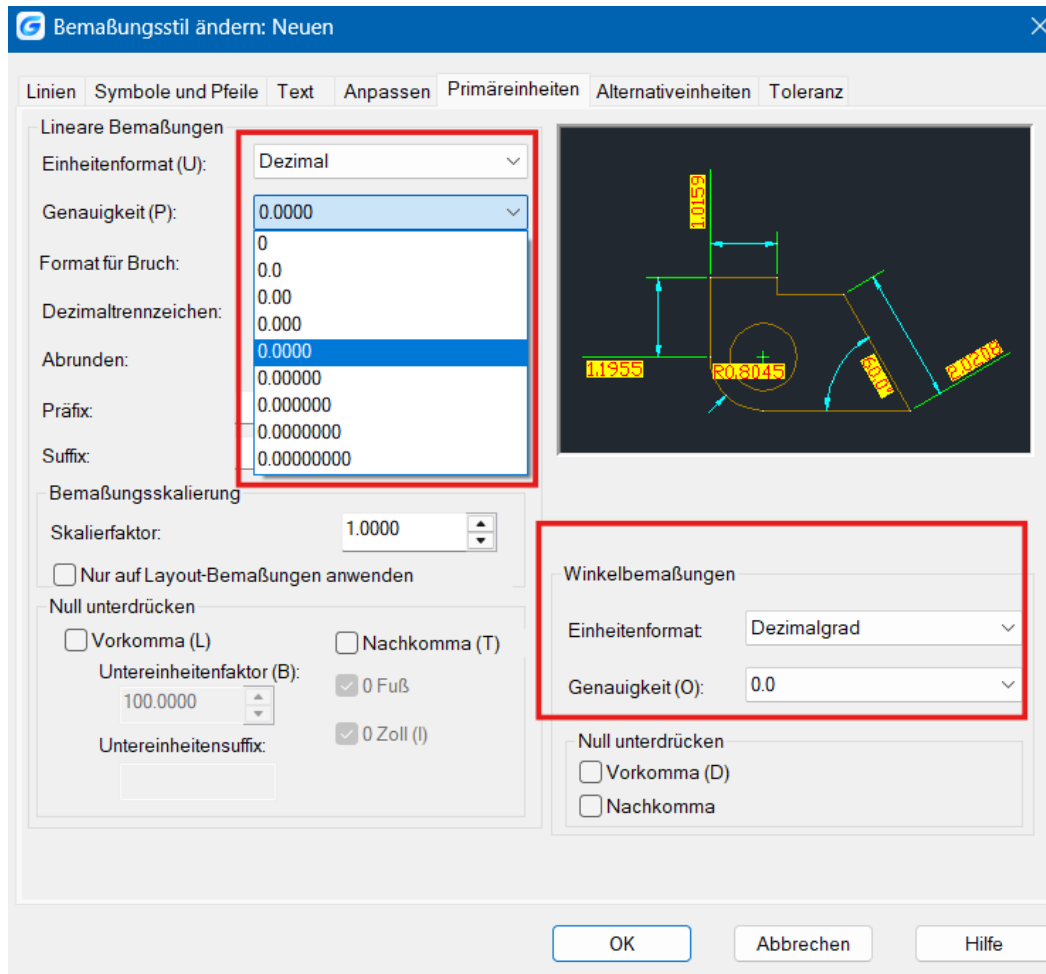 Bemaßungsstil ändern: Neuen
Linien Symbole und Pfeile Text Anpassen Primäreinheiten Alternativeinheiten Toleranz
Lineare Bemaßungen
Einheitenformat (U): Dezimal
Genauigkeit (P): 0.0000
0
0.0
0.00
0.000
0.0000
0.00000
0.000000
0.0000000
0.00000000
Format für Bruch:
Dezimaltrennzeichen:
Abrunden:
Präfix:
Suffix:
1.0159
1.1955
R0.8045
60.0°
2.0208
Bemaßungsskalierung
Skalierfaktor: 1.0000
Nur auf Layout-Bemaßungen anwenden
Null unterdrücken
Vorkomma (L) Nachkomma (T)
Untereinheitenfaktor (B):
100.0000
0 Fuß
Untereinheitensuffix:
0 Zoll (I)
Winkelbemaßungen
Einheitenformat: Dezimalgrad
Genauigkeit (O): 0.0
Null unterdrücken
Vorkomma (D)
Nachkomma
OK Abbrechen Hilfe